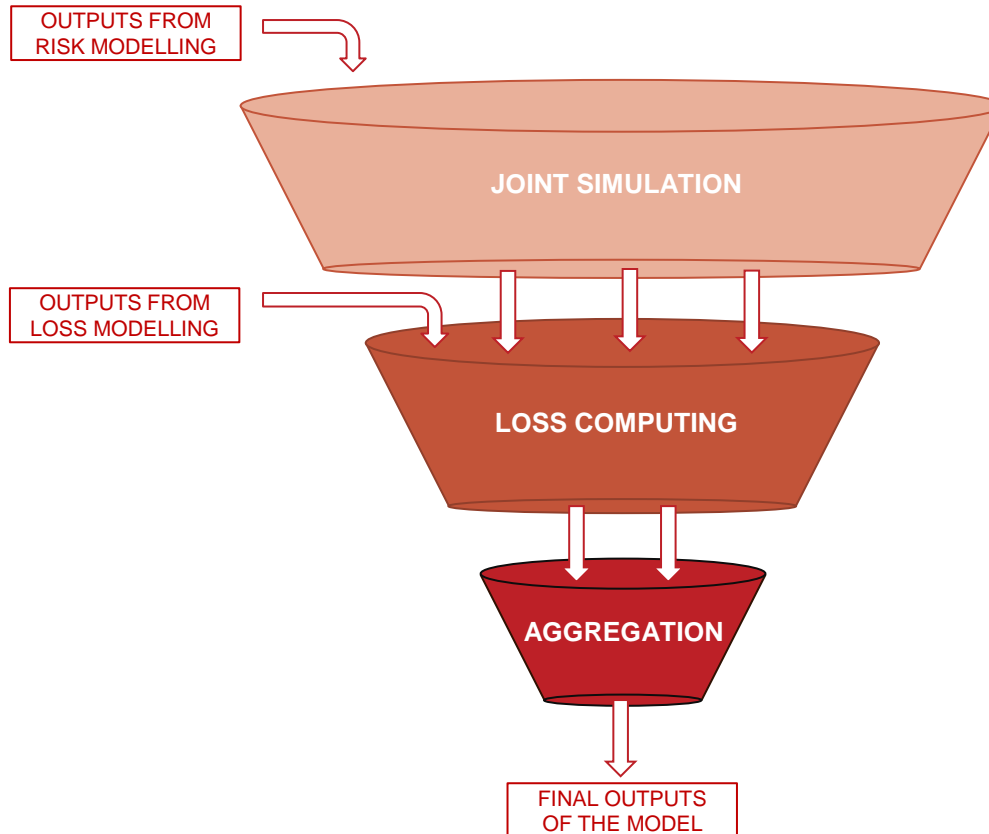 OUTPUTS FROM
RISK MODELLING
JOINT SIMULATION
OUTPUTS FROM
LOSS MODELLING
LOSS COMPUTING
AGGREGATION
FINAL OUTPUTS
OF THE MODEL